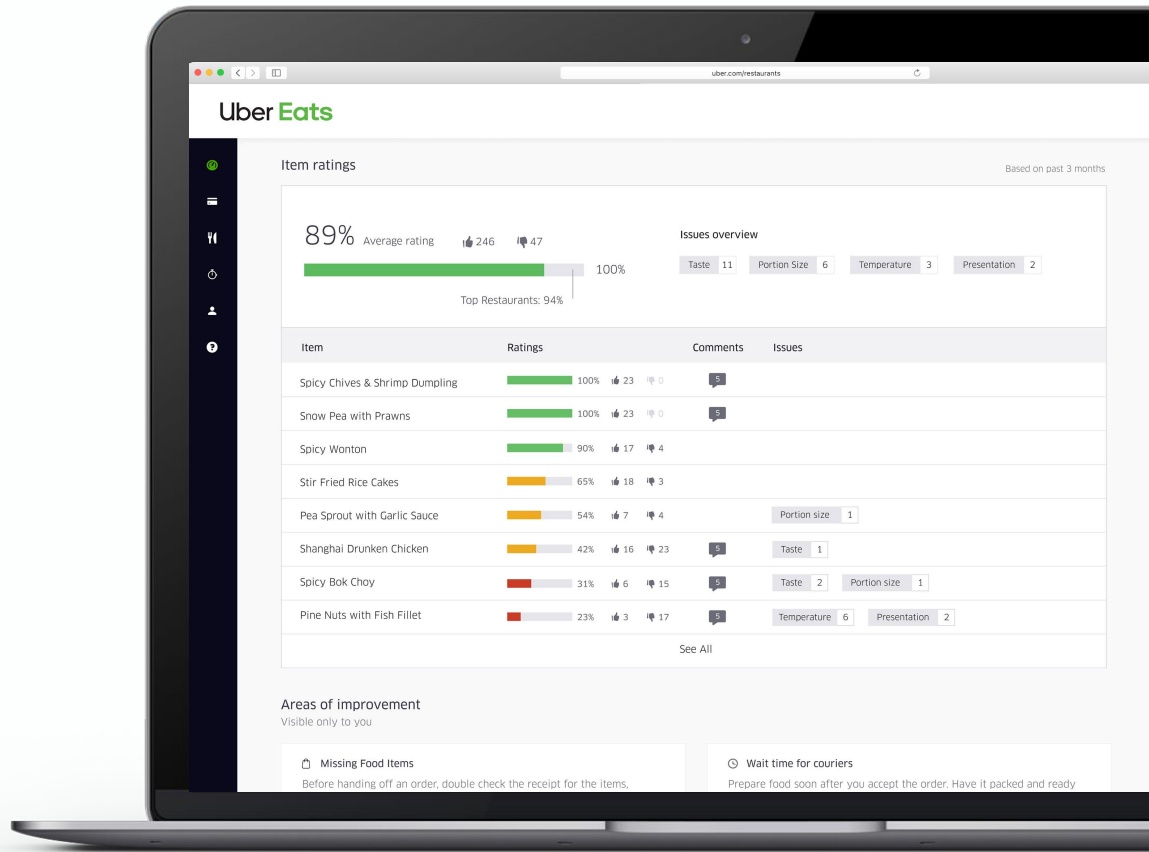 uber.com/restaurants
Uber Eats
Item ratings
Based on past 3 months
89% Average rating 246 47
Issues overview
Taste 11 Portion Size 6 Temperature 3 Presentation 2
100%
Top Restaurants: 94%
Item Ratings Comments Issues
Spicy Chives & Shrimp Dumpling 100% 23 0 5
Snow Pea with Prawns 100% 23 0 5
Spicy Wonton 90% 17 4
Stir Fried Rice Cakes 65% 18 3
Pea Sprout with Garlic Sauce 54% 7 4 Portion size 1
Shanghai Drunken Chicken 42% 16 23 5 Taste 1
Spicy Bok Choy 31% 6 15 5 Taste 2 Portion size 1
Pine Nuts with Fish Fillet 23% 3 17 5 Temperature 6 Presentation 2
See All
Areas of improvement
Visible only to you
Missing Food Items
Before handing off an order, double check the receipt for the items,
Wait time for couriers
Prepare food soon after you accept the order. Have it packed and ready